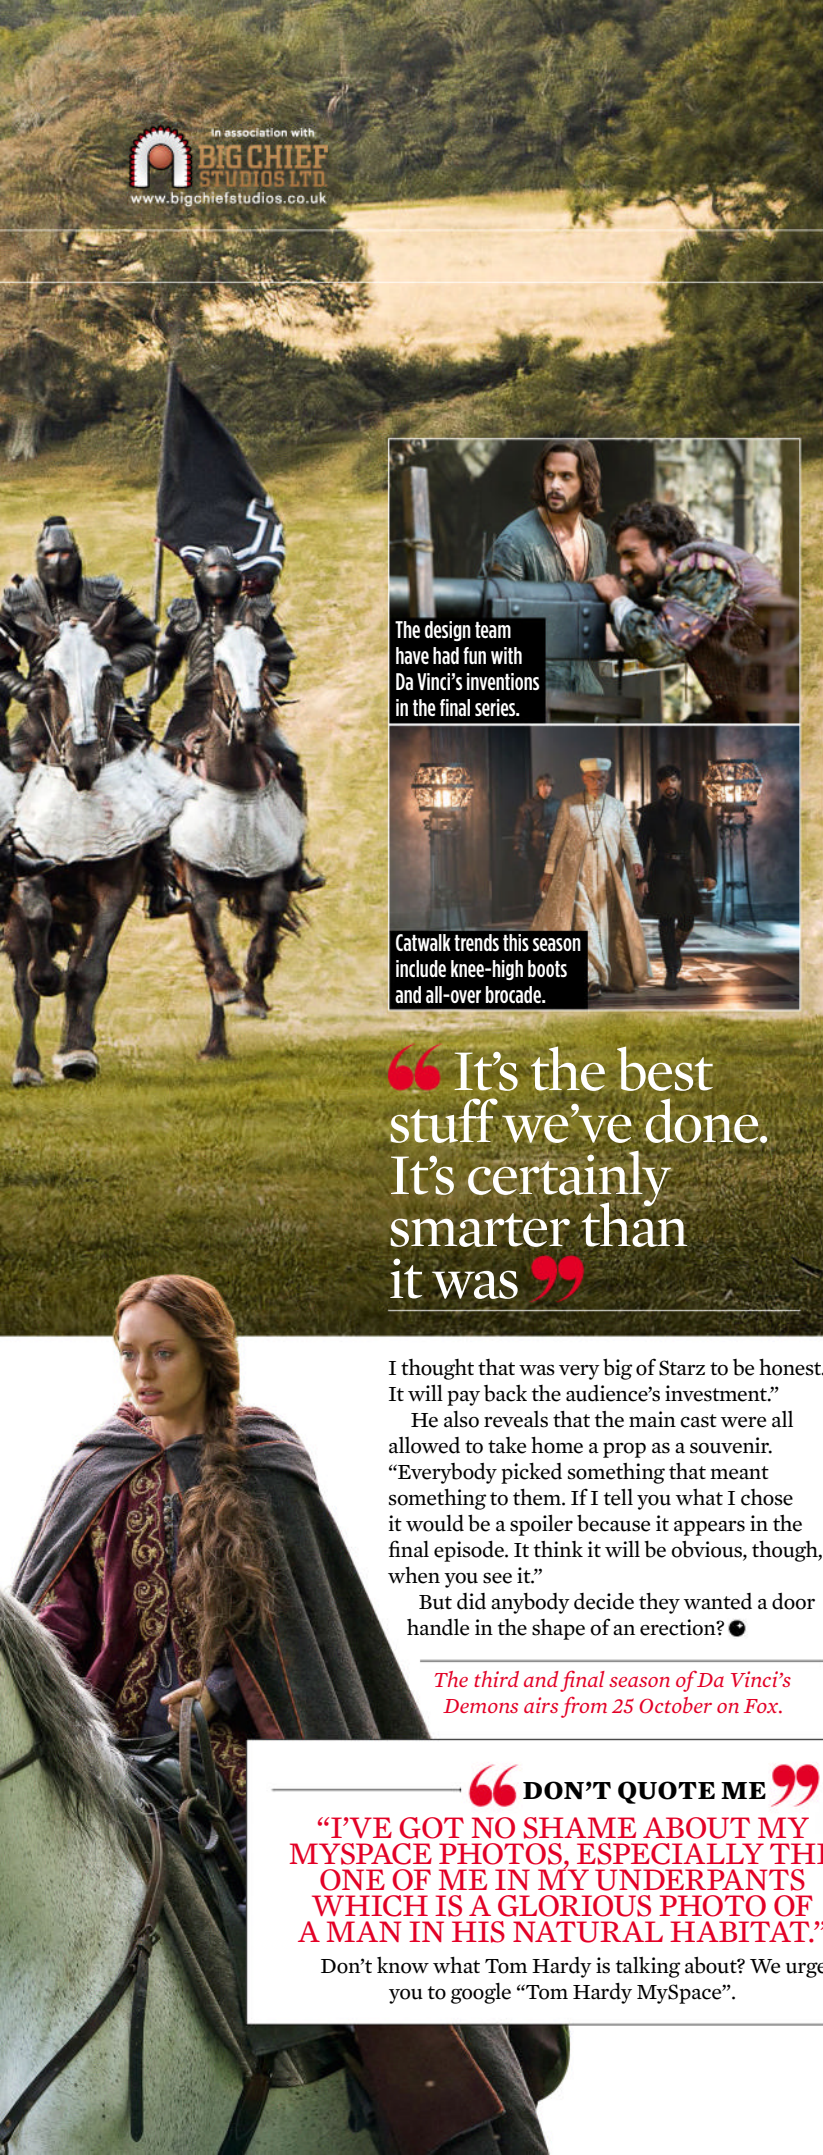 In association with
BIG CHIEF
STUDIOS LTD
www.bigchiefstudios.co.uk
The design team
have had fun with
Da Vinci's inventions
in the final series.
Catwalk trends this season
include knee-high boots
and all-over brocade.
“It's the best
stuff we've done.
It's certainly
smarter than
it was”
I thought that was very big of Starz to be honest.
It will pay back the audience's investment.”
He also reveals that the main cast were all
allowed to take home a prop as a souvenir.
“Everybody picked something that meant
something to them. If I tell you what I chose
it would be a spoiler because it appears in the
final episode. It think it will be obvious, though,
when you see it.”
But did anybody decide they wanted a door
handle in the shape of an erection?
The third and final season of Da Vinci's
Demons airs from 25 October on Fox.
“DON'T QUOTE ME”
“I'VE GOT NO SHAME ABOUT MY
MYSPACE PHOTOS, ESPECIALLY TH
ONE OF ME IN MY UNDERPANTS
WHICH IS A GLORIOUS PHOTO OF
A MAN IN HIS NATURAL HABITAT.”
Don't know what Tom Hardy is talking about? We urge
you to google “Tom Hardy MySpace”.